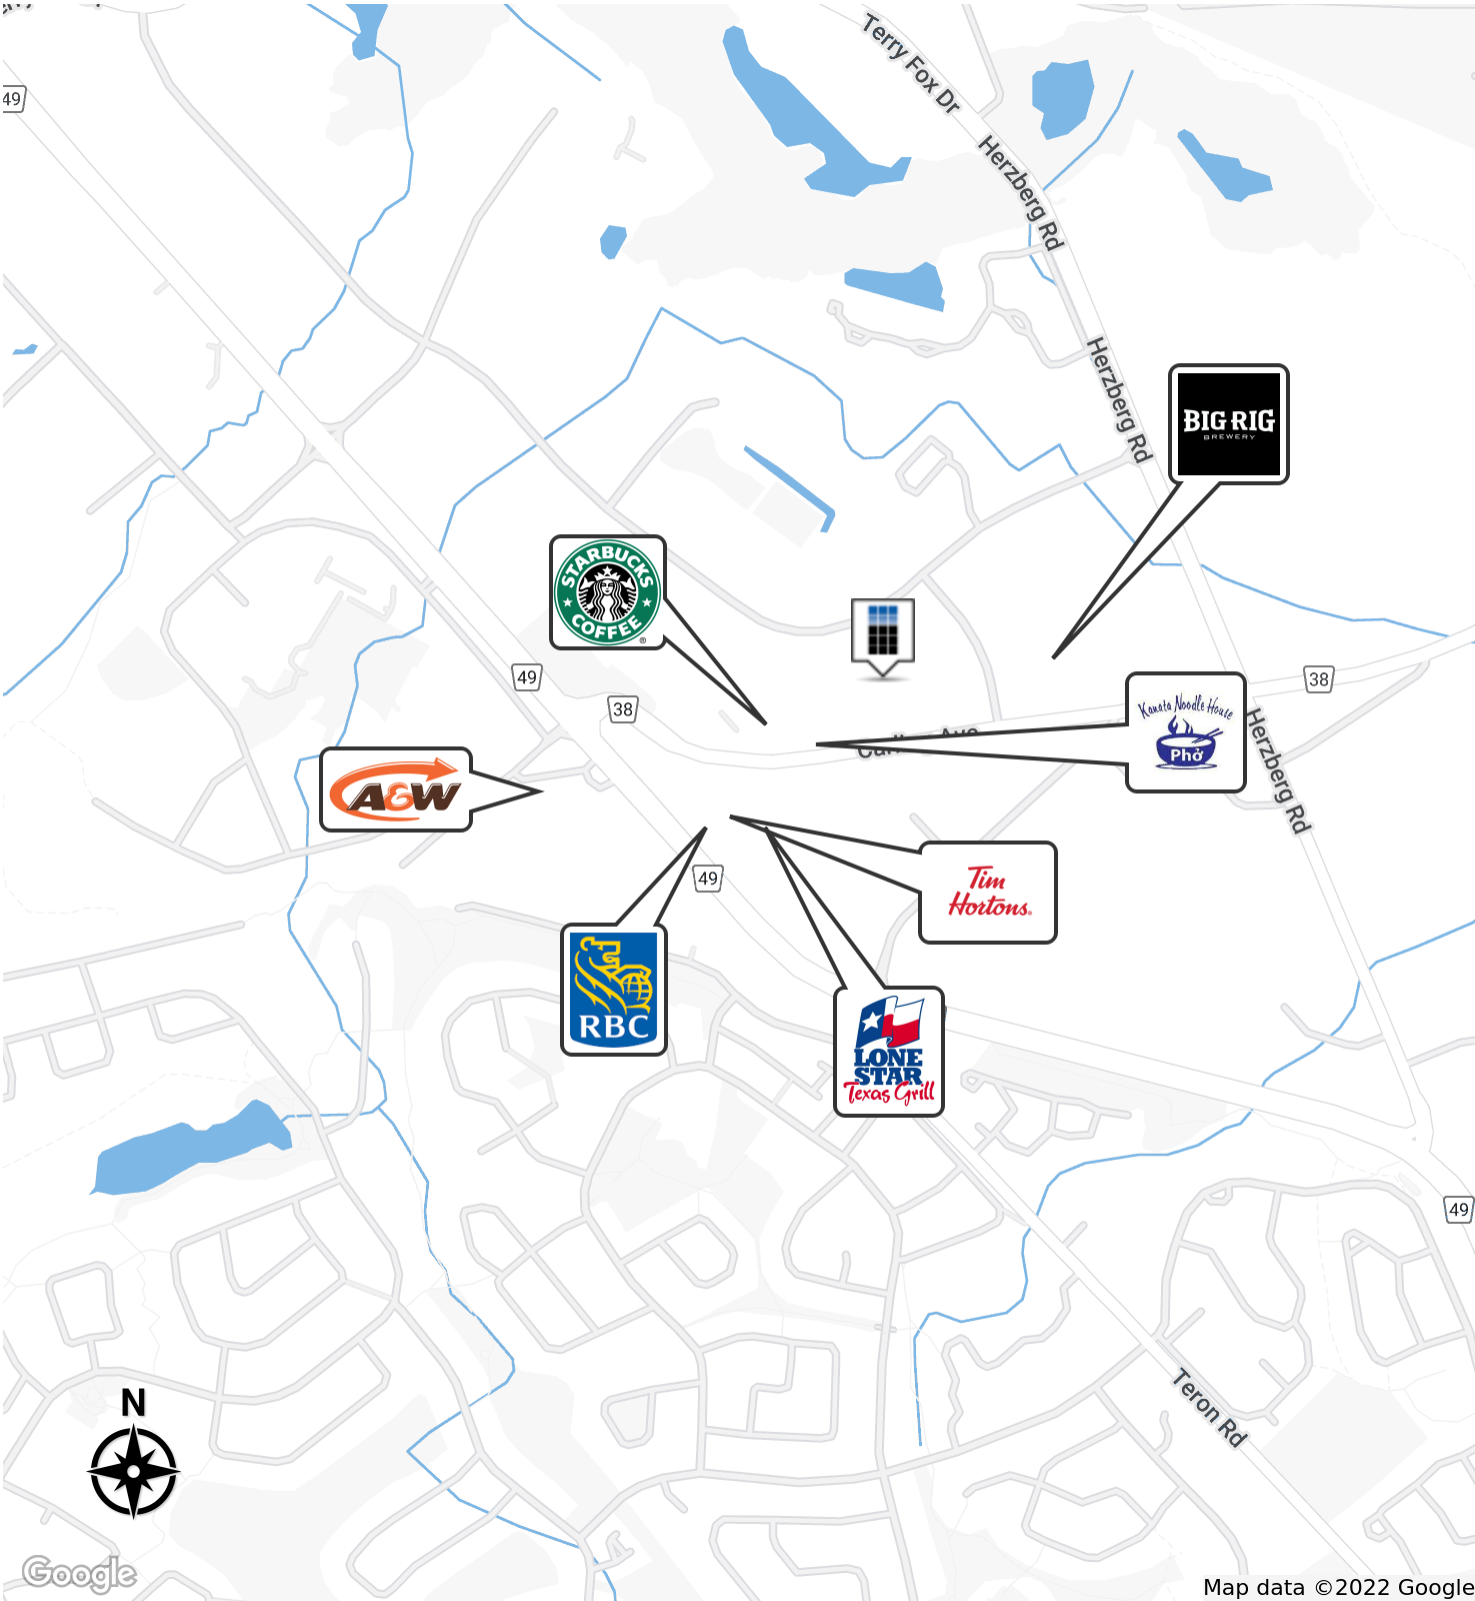 Terry Fox Dr
49
Herzberg Rd
Herzberg Rd
BIG RIG
BREWERY
STARBUCKS
COFFEE
®
49
38
38
Kanata Noodle House
Phở
Herzberg Rd
A&W
49
Tim
Hortons.
RBC
LONE
STAR
Texas Grill
49
Teron Rd
N
Google
Map data ©2022 Google